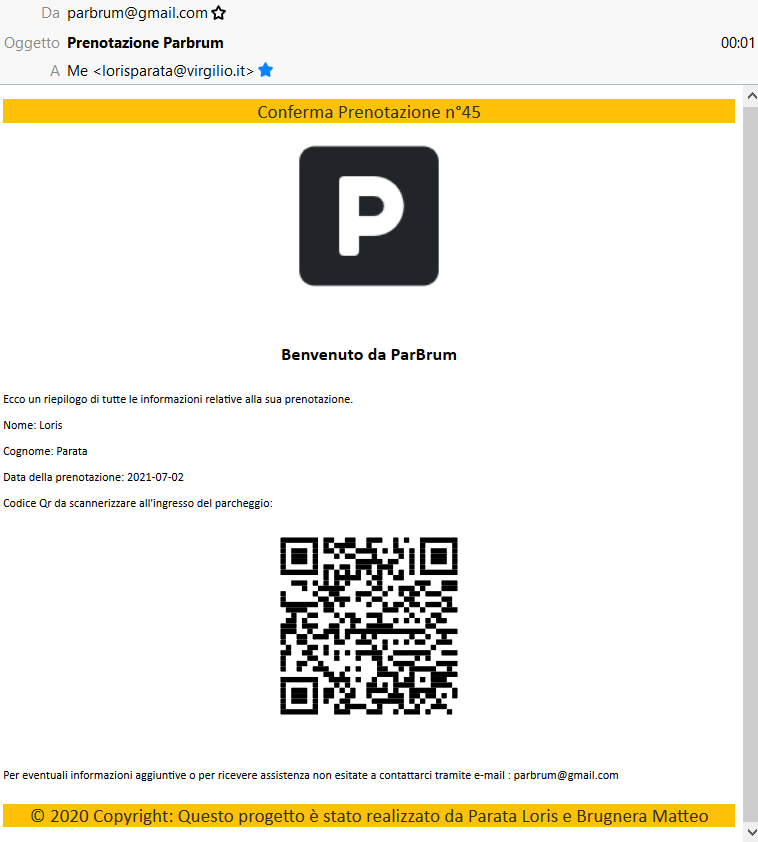 Da parbrum@gmail.com
Oggetto Prenotazione Parbrum 00:01
A Me <lorisparata@virgilio.it>
Conferma Prenotazione n°45
P
Benvenuto da ParBrum
Ecco un riepilogo di tutte le informazioni relative alla sua prenotazione.
Nome: Loris
Cognome: Parata
Data della prenotazione: 2021-07-02
Codice Qr da scannerizzare all'ingresso del parcheggio:
Per eventuali informazioni aggiuntive o per ricevere assistenza non esitate a contattarci tramite e-mail : parbrum@gmail.com
© 2020 Copyright: Questo progetto è stato realizzato da Parata Loris e Brugnera Matteo